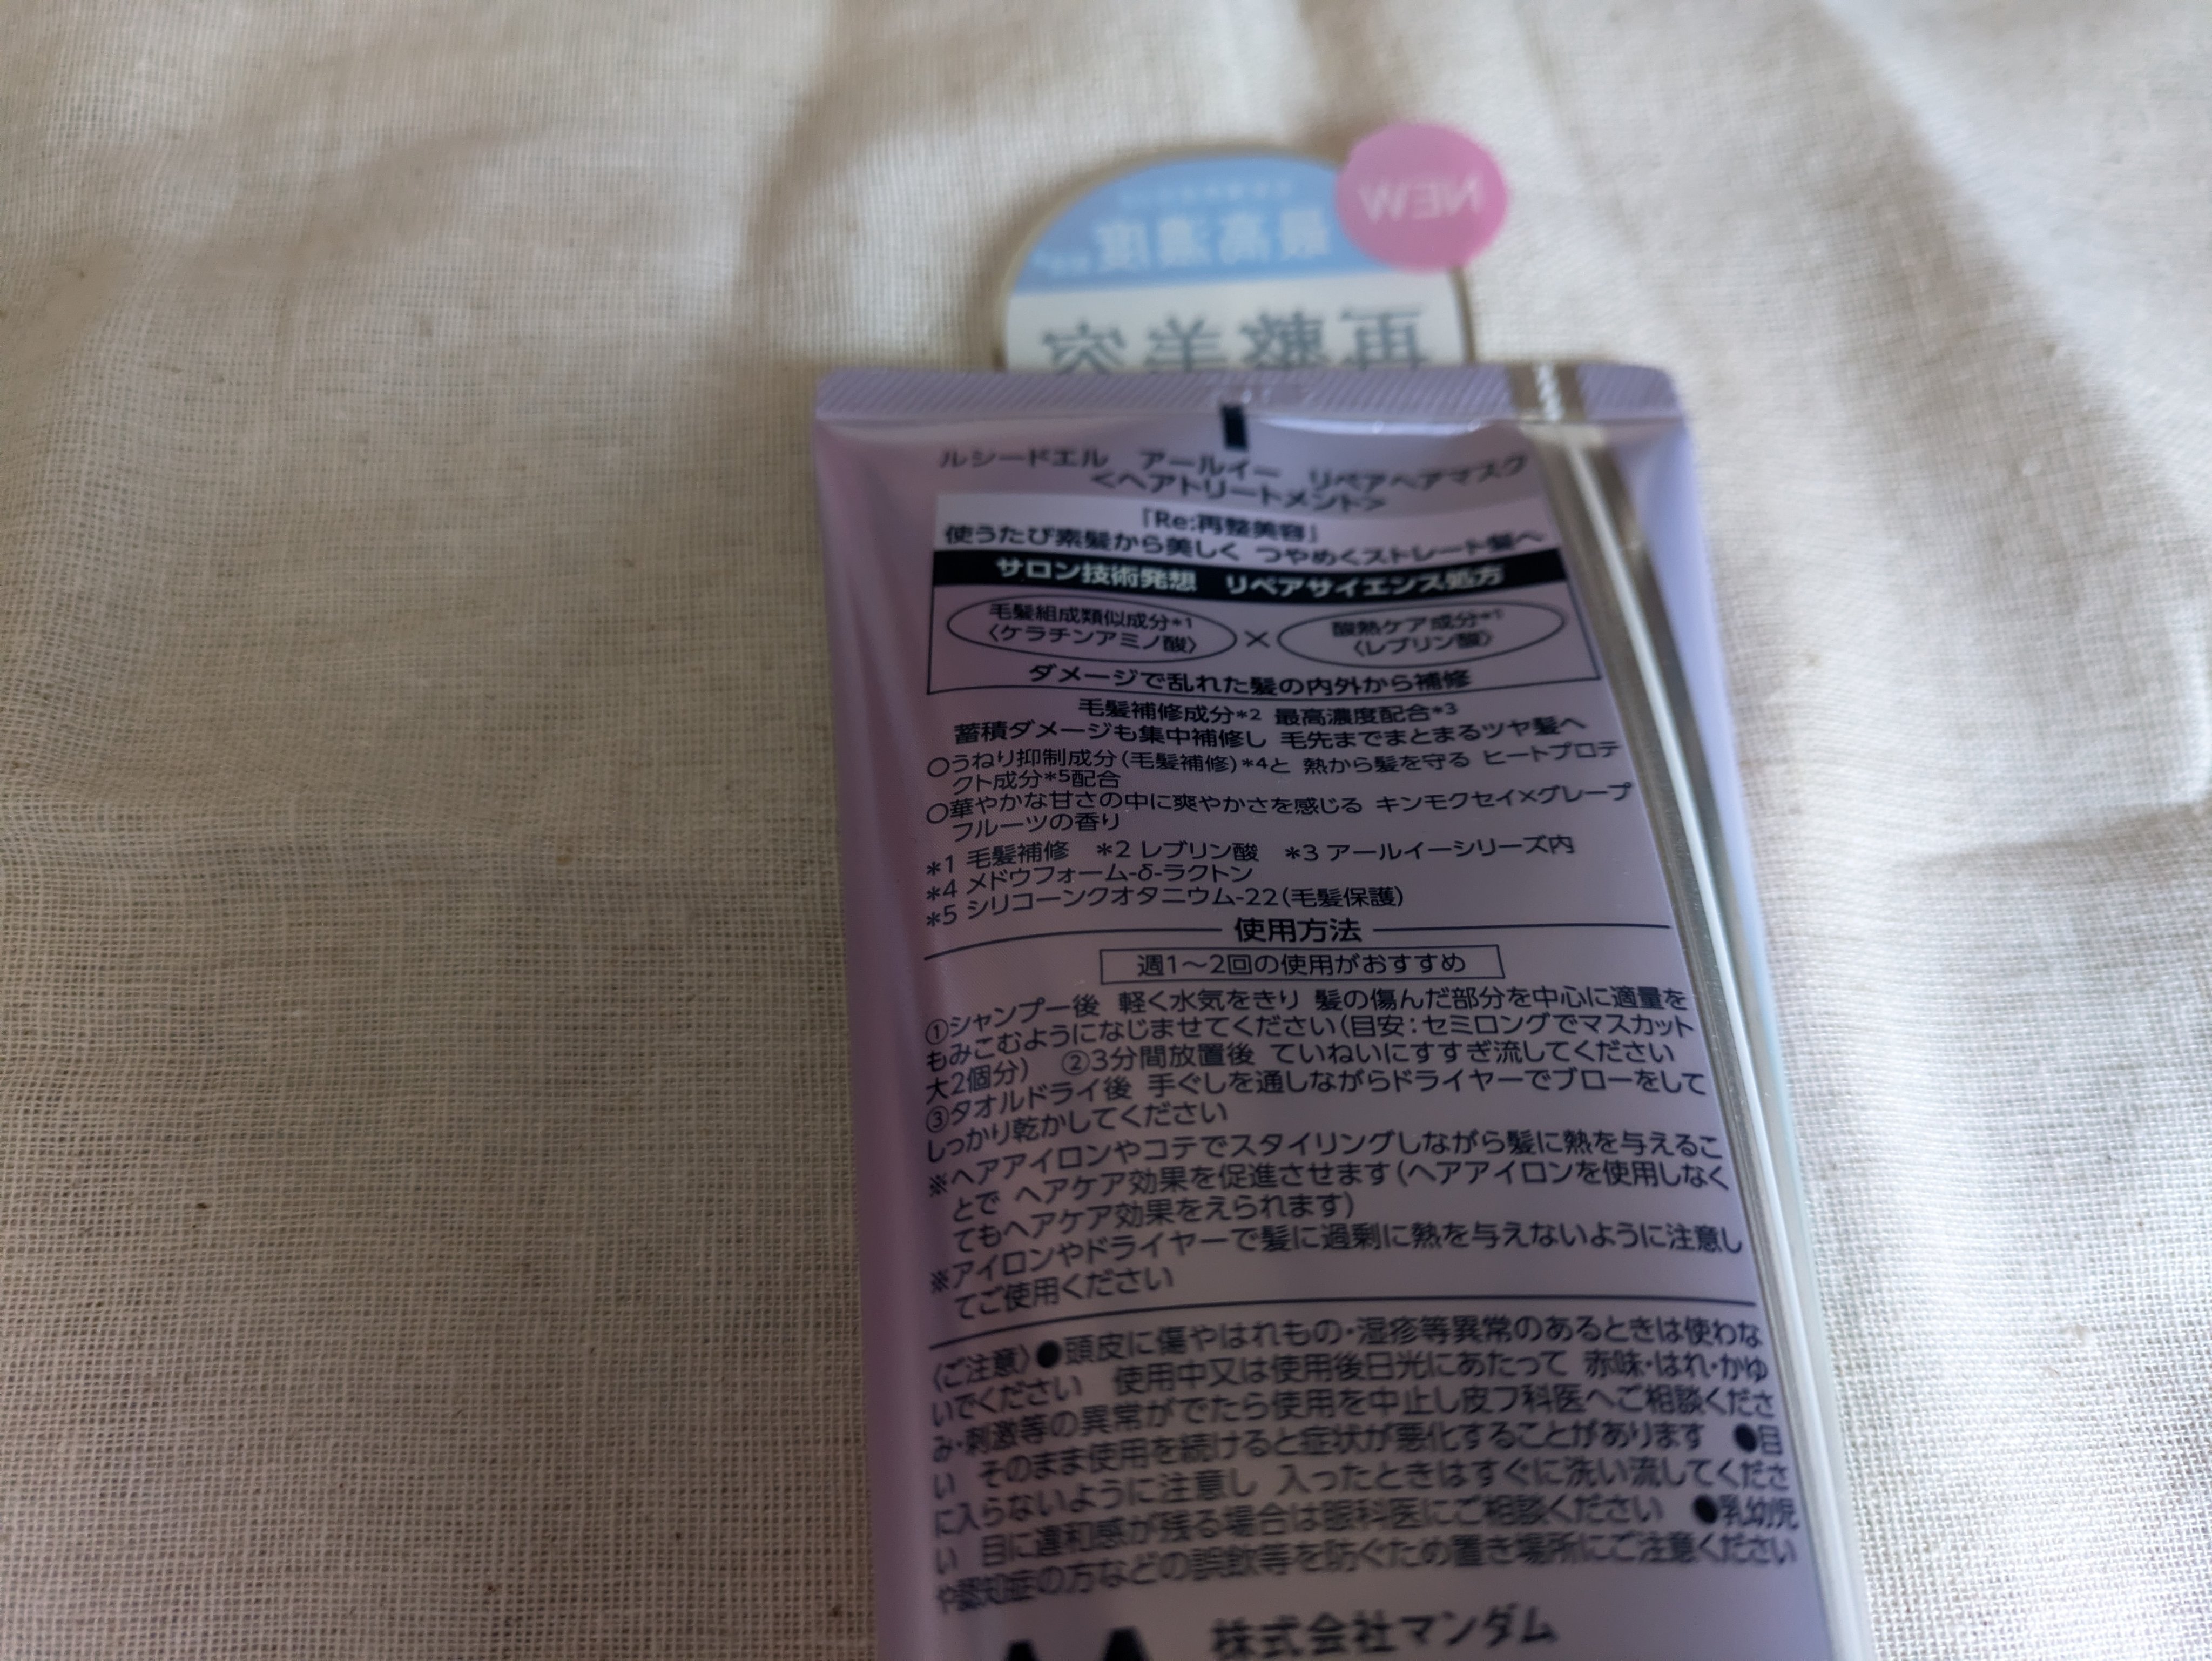 NEW
最高濃度
再整美容
ルシードエル　アールイー　リペアヘアマスク
<ヘアトリートメント>
「Re:再整美容」
使うたび素髪から美しく つやめくストレート髪へ
サロン技術発想　リペアサイエンス処方
毛髪組成類似成分*1
〈ケラチンアミノ酸〉
×
酸熱ケア成分*1
〈レブリン酸〉
ダメージで乱れた髪の内外から補修
毛髪補修成分*2 最高濃度配合*3
蓄積ダメージも集中補修し 毛先までまとまるツヤ髪へ
○うねり抑制成分(毛髪補修)*4と 熱から髪を守る ヒートプロテ
クト成分*5配合
○華やかな甘さの中に爽やかさを感じる キンモクセイ×グレープ
フルーツの香り
*1 毛髪補修　*2 レブリン酸　*3 アールイーシリーズ内
*4 メドウフォーム-δ-ラクトン
*5 シリコーンクオタニウム-22(毛髪保護)
使用方法
週1〜2回の使用がおすすめ
①シャンプー後 軽く水気をきり 髪の傷んだ部分を中心に適量を
もみこむようになじませてください(目安:セミロングでマスカット
大2個分)　②3分間放置後 ていねいにすすぎ流してください
③タオルドライ後 手ぐしを通しながらドライヤーでブローをして
しっかり乾かしてください
※ヘアアイロンやコテでスタイリングしながら髪に熱を与えるこ
とで ヘアケア効果を促進させます(ヘアアイロンを使用しなく
てもヘアケア効果をえられます)
※アイロンやドライヤーで髪に過剰に熱を与えないように注意し
てご使用ください
〈ご注意〉●頭皮に傷やはれもの・湿疹等異常のあるときは使わな
いでください　使用中又は使用後日光にあたって 赤味・はれ・かゆ
み・刺激等の異常がでたら使用を中止し皮フ科医へご相談くださ
い　そのまま使用を続けると症状が悪化することがあります　●目
に入らないように注意し 入ったときはすぐに洗い流してくださ
い　目に違和感が残る場合は眼科医にご相談ください　●乳幼児
や認知症の方などの誤飲等を防ぐため置き場所にご注意ください
株式会社マンダム